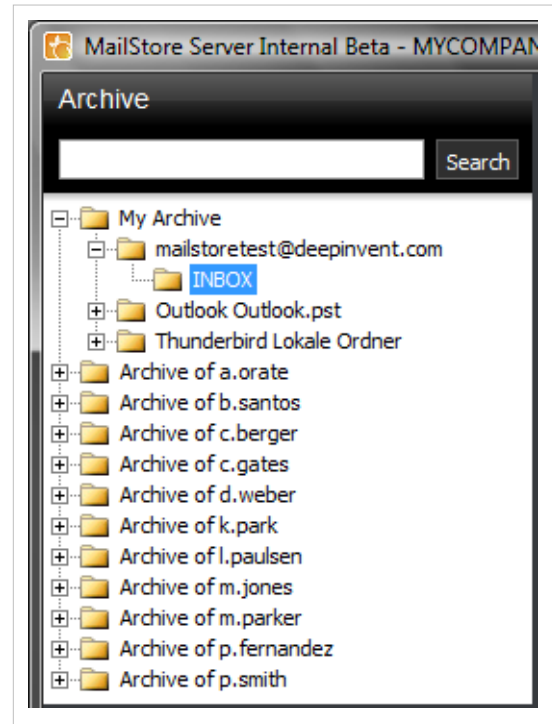 MailStore Server Internal Beta - MYCOMPAN
Archive
Search
My Archive
mailstoretest@deepinvent.com
INBOX
Outlook Outlook.pst
Thunderbird Lokale Ordner
Archive of a.orate
Archive of b.santos
Archive of c.berger
Archive of c.gates
Archive of d.weber
Archive of k.park
Archive of l.paulsen
Archive of m.jones
Archive of m.parker
Archive of p.fernandez
Archive of p.smith